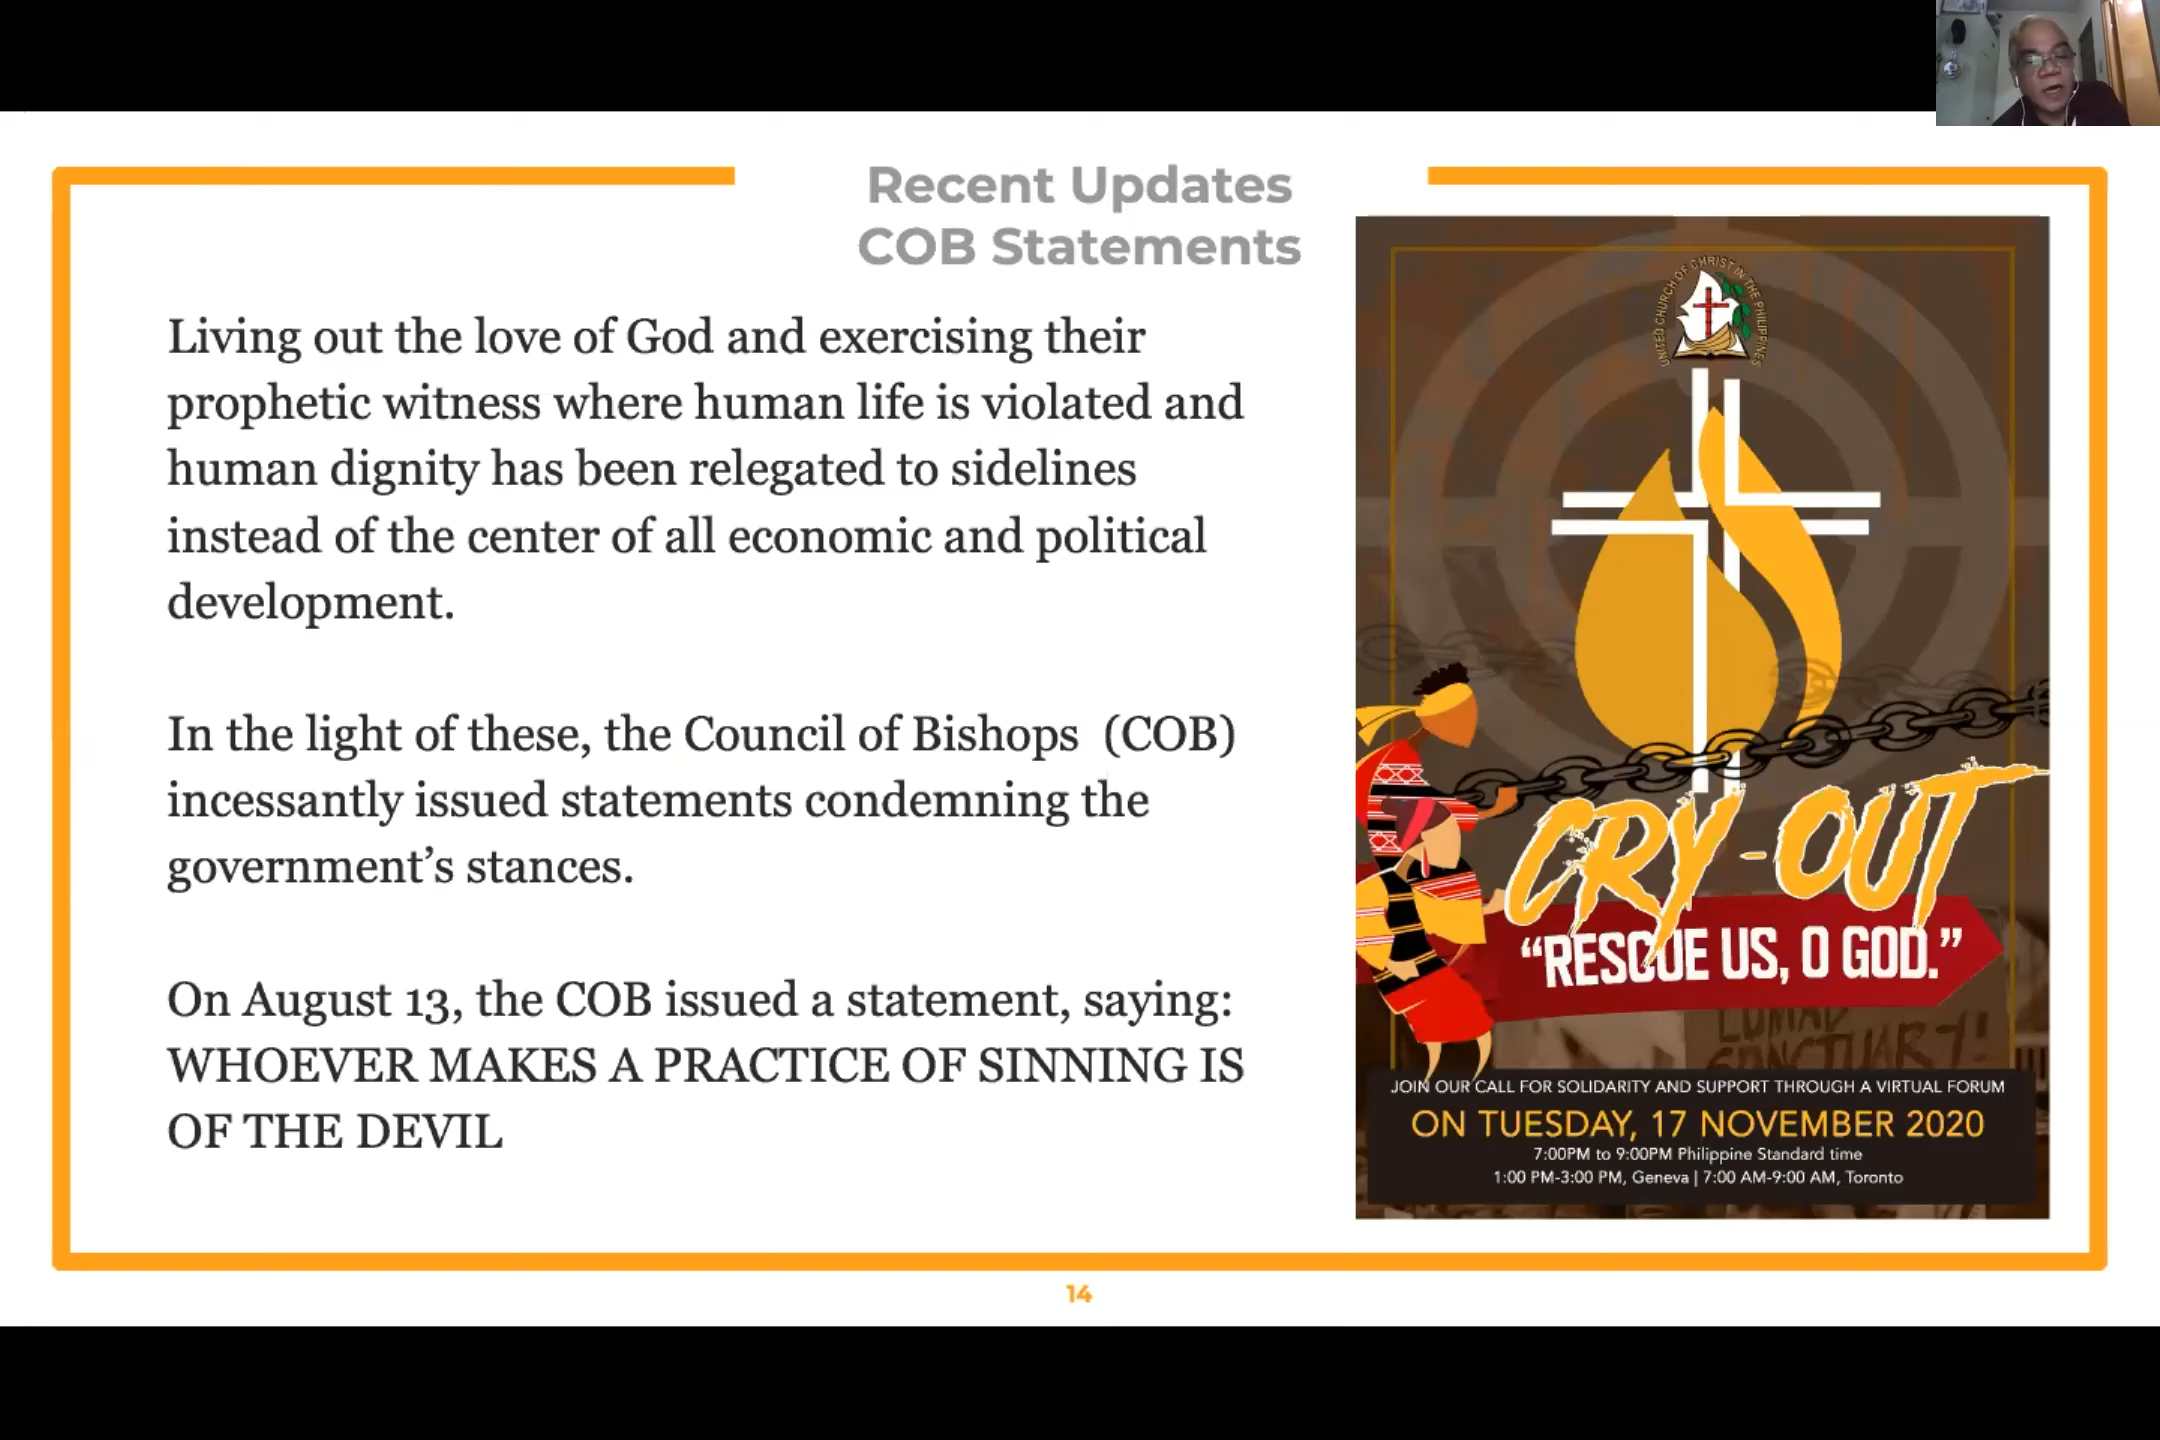 Recent Updates
COB Statements
Living out the love of God and exercising their
prophetic witness where human life is violated and
human dignity has been relegated to sidelines
instead of the center of all economic and political
development.
In the light of these, the Council of Bishops (COB)
incessantly issued statements condemning the
government’s stances.
On August 13, the COB issued a statement, saying:
WHOEVER MAKES A PRACTICE OF SINNING IS
OF THE DEVIL
UNITED CHURCH OF CHRIST IN THE PHILIPPINES
CRY-OUT
“RESCUE US, O GOD.”
LUMAD
SANCTUARY!
JOIN OUR CALL FOR SOLIDARITY AND SUPPORT THROUGH A VIRTUAL FORUM
ON TUESDAY, 17 NOVEMBER 2020
7:00PM to 9:00PM Philippine Standard time
1:00 PM-3:00 PM, Geneva | 7:00 AM-9:00 AM, Toronto
14